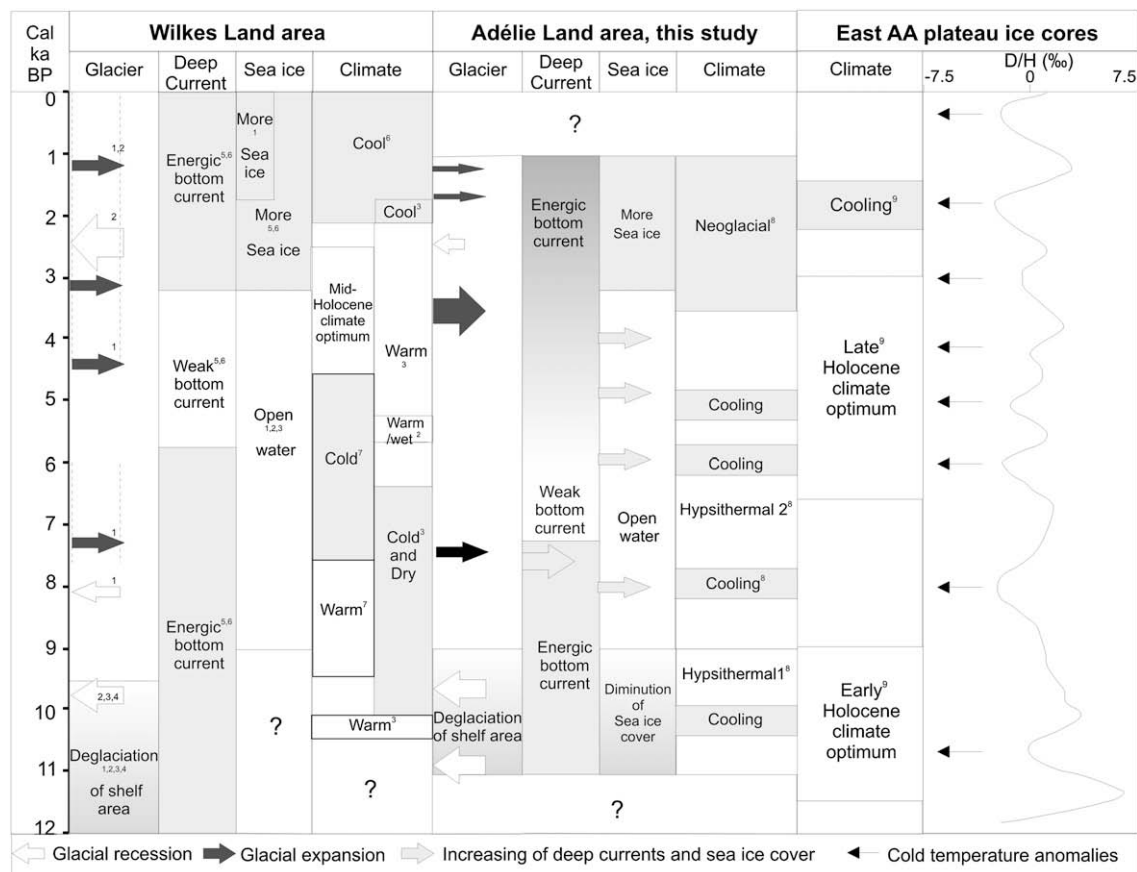 Cal
ka
BP
Wilkes Land area
Adélie Land area, this study
East AA plateau ice cores
Glacier
Deep
Current
Sea ice
Climate
Glacier
Deep
Current
Sea ice
Climate
Climate
D/H (‰)
-7.5 0 7.5
0
1
2
3
4
5
6
7
8
9
10
11
12
1,2
2
1
1
1
2,3,4
Deglaciation
1,2,3,4
of shelf
area
Energic5,6
bottom
current
Weak5,6
bottom
current
Energic5,6
bottom
current
More
1
Sea
ice
More
5,6
Sea ice
Open
1,2,3
water
?
Cool6
Cool3
Mid-
Holocene
climate
optimum
Warm
3
Warm
/wet 2
Cold7
Cold3
and
Dry
Warm7
Warm3
?
?
Deglaciation
of shelf area
Energic
bottom
current
Weak
bottom
current
Energic
bottom
current
More
Sea ice
Open
water
Diminution
of
Sea ice
cover
Neoglacial8
Cooling
Cooling
Hypsithermal 28
Cooling8
Hypsithermal18
Cooling
?
Cooling9
Late9
Holocene
climate
optimum
Early9
Holocene
climate
optimum
Glacial recession
Glacial expansion
Increasing of deep currents and sea ice cover
Cold temperature anomalies